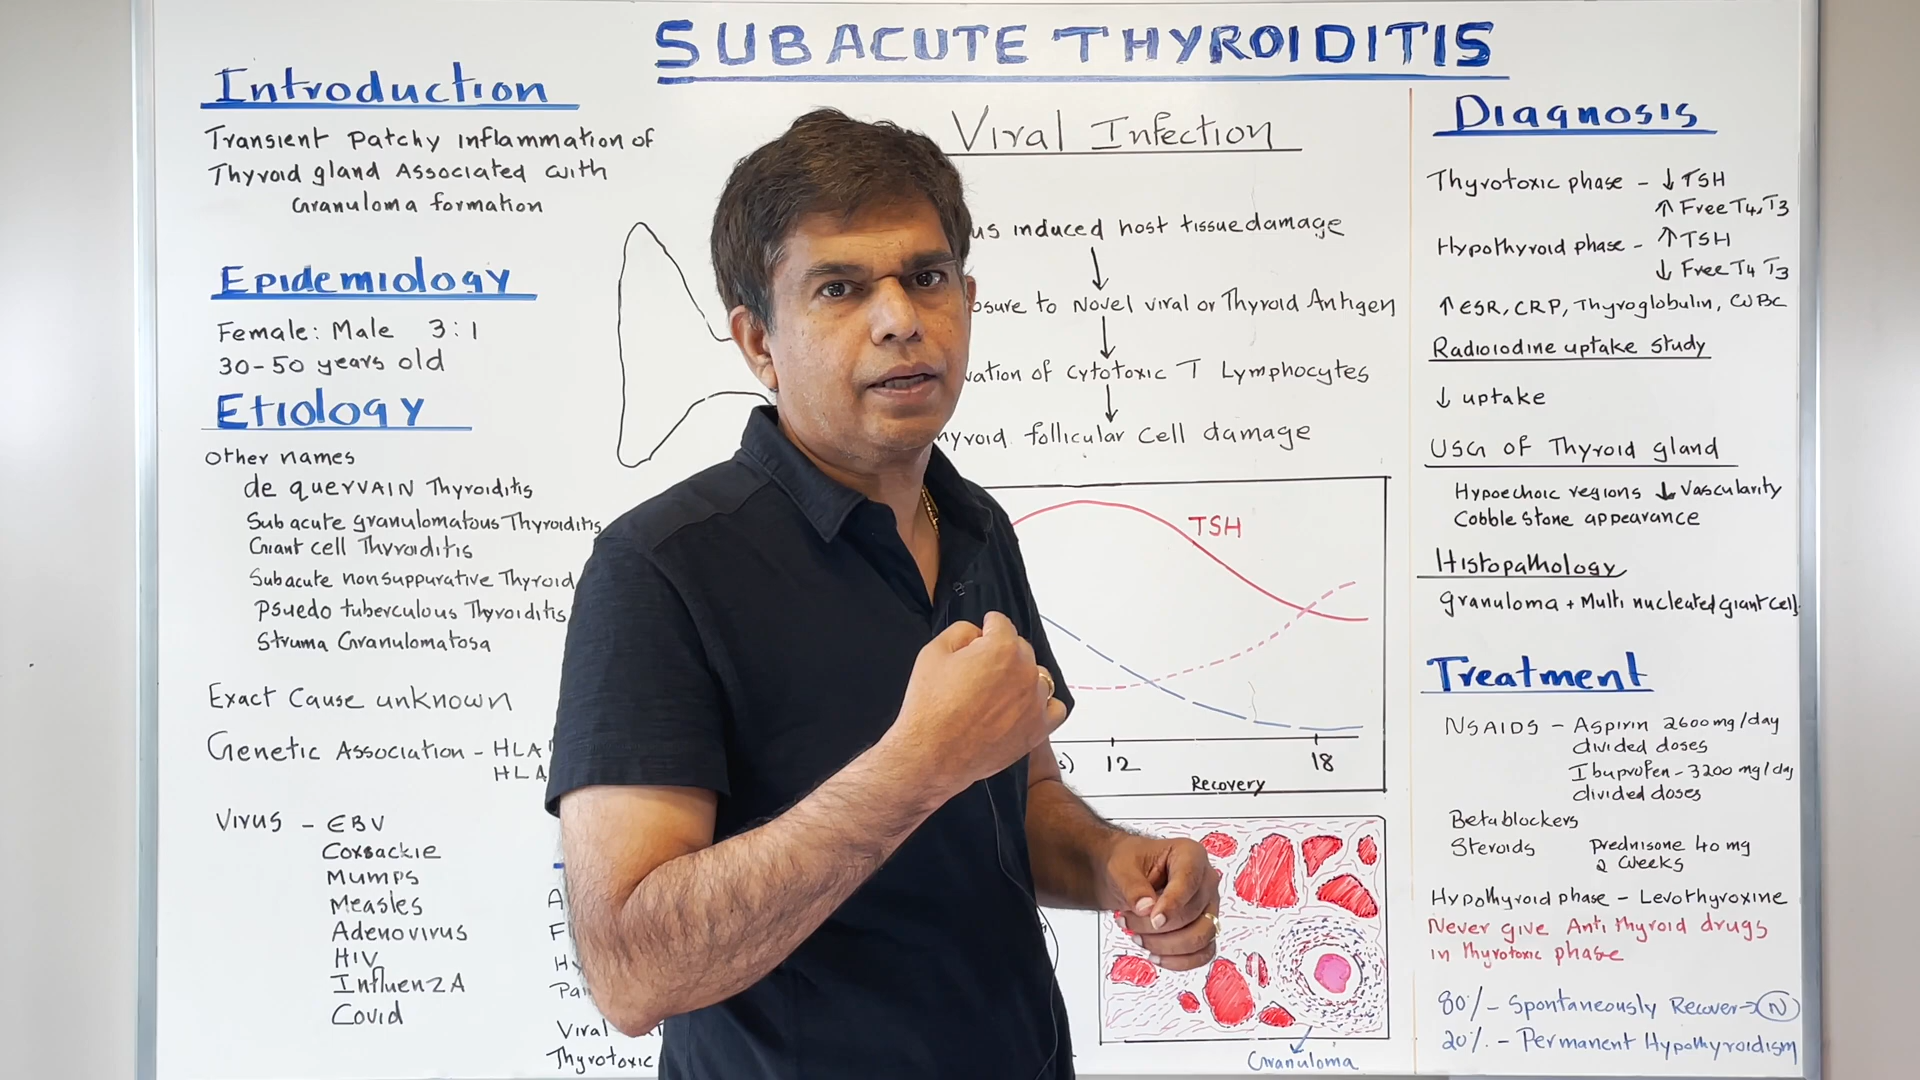 SUBACUTE THYROIDITIS
Introduction
Transient Patchy Inflammation of
Thyroid gland Associated with
Granuloma formation
Epidemiology
Female: Male 3:1
30-50 years old
Etiology
Other names
de QUERVAIN Thyroiditis
Sub acute granulomatous Thyroiditis
Giant cell Thyroiditis
Subacute nonsuppurative Thyroid
Psuedo tuberculous Thyroiditis
Struma Granulomatosa
Exact Cause unknown
Genetic Association - HLA
HLA
Virus - EBV
Coxsackie
Mumps
Measles
Adenovirus
HIV
Influenza A
Covid
Viral Infection
induced host tissue damage
to Novel viral or Thyroid Antigen
of cytotoxic T Lymphocytes
follicular cell damage
TSH
12 18
Recovery
Viral
Thyrotoxic
Granuloma
Diagnosis
Thyrotoxic phase - ↓ TSH
↑ Free T4, T3
Hypothyroid phase - ↑ TSH
↓ Free T4 T3
↑ ESR, CRP, Thyroglobulin, WBC
Radioiodine uptake study
↓ uptake
USG of Thyroid gland
Hypoechoic regions ↓ Vascularity
Cobble stone appearance
Histopathology
granuloma + Multi nucleated giant cells
Treatment
NSAIDS - Aspirin 2600mg/day
divided doses
Ibuprofen - 3200 mg/day
divided doses
Betablockers
Steroids Prednisone 40 mg
2 weeks
Hypothyroid phase - Levothyroxine
Never give Anti thyroid drugs
in thyrotoxic phase
80% - Spontaneously Recover → N
20% - Permanent Hypothyroidism